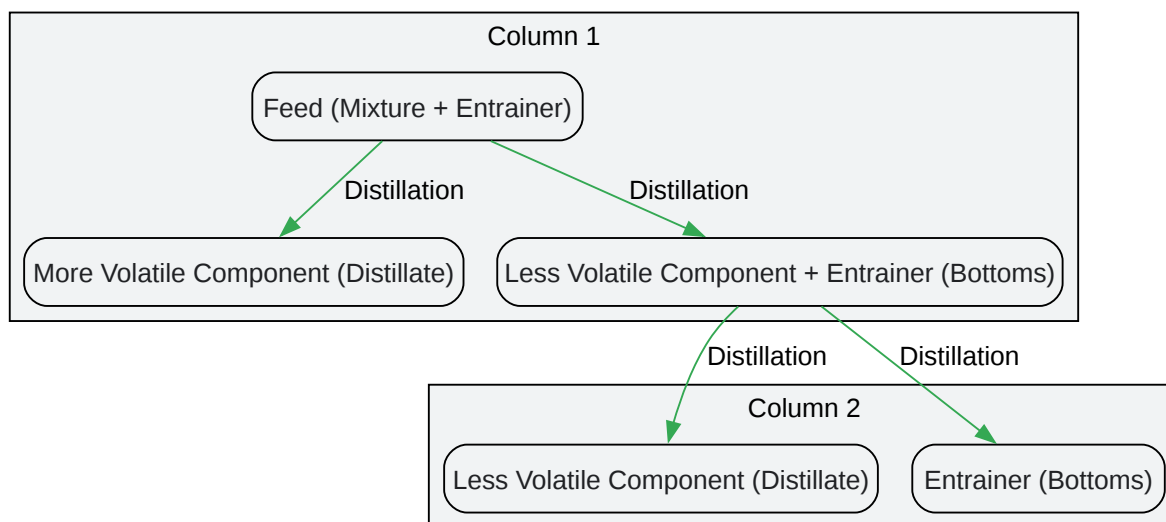 Column 1
Feed (Mixture + Entrainer)
Distillation
Distillation
More Volatile Component (Distillate)
Less Volatile Component + Entrainer (Bottoms)
Distillation
Distillation
Column 2
Less Volatile Component (Distillate)
Entrainer (Bottoms)